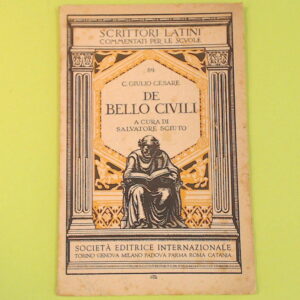 SCRITTORI LATINI
COMMENTATI PER LE SCUOLE
C. GIULIO CESARE
DE
BELLO CIVILI
A CURA DI
SALVATORE SCIUTO
SOCIETÀ EDITRICE INTERNAZIONALE
TORINO GENOVA MILANO PADOVA PARMA ROMA CATANIA